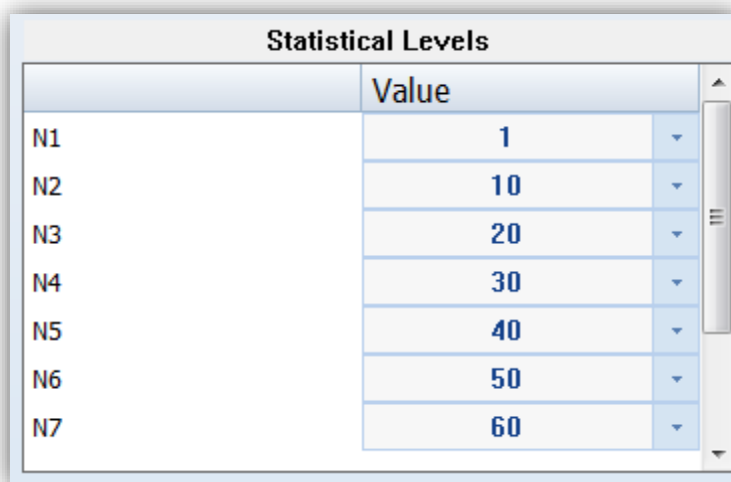 Statistical Levels
Value
N1 1
N2 10
N3 20
N4 30
N5 40
N6 50
N7 60